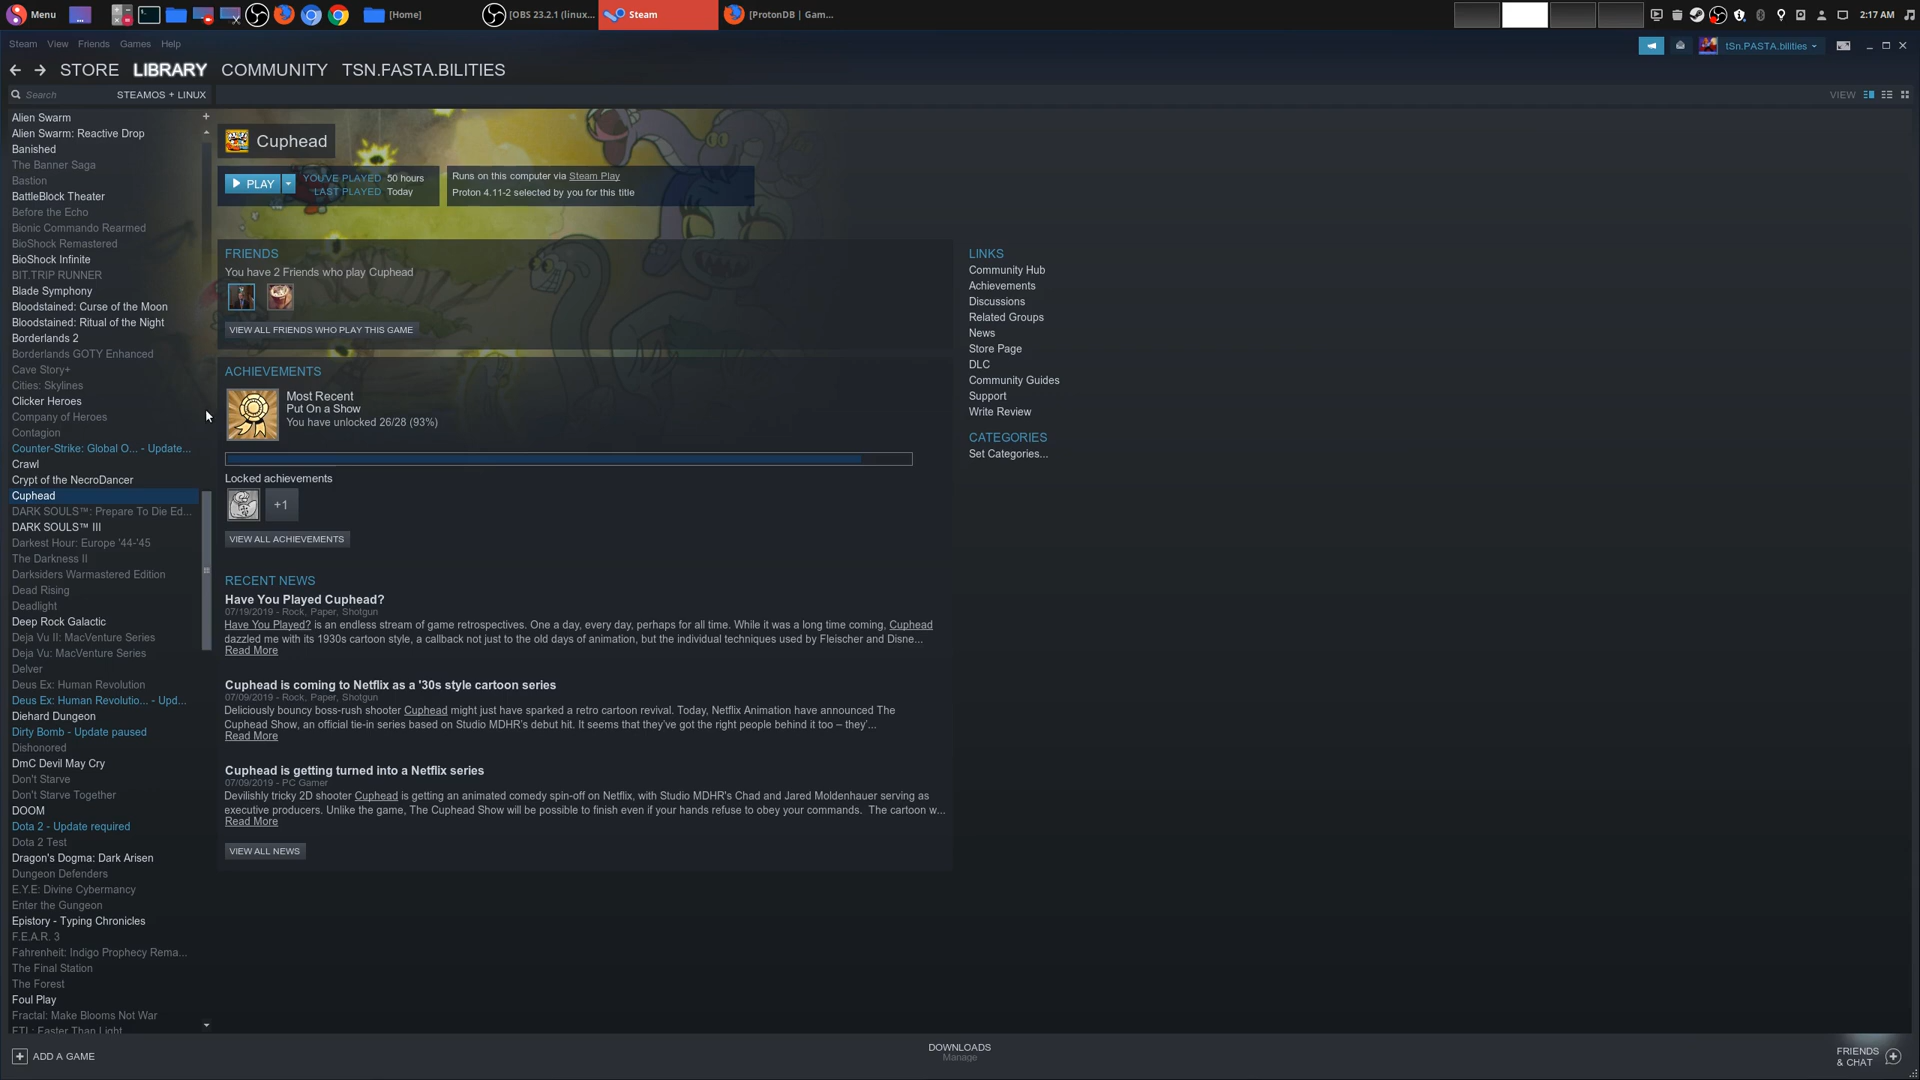 Menu
[Home]
[OBS 23.2.1 (linux...
Steam
[ProtonDB | Gam...
2:17 AM
Steam View Friends Games Help
tSn.PASTA.bilities
STORE LIBRARY COMMUNITY TSN.FASTA.BILITIES
Search
STEAMOS + LINUX
VIEW
Alien Swarm
Alien Swarm: Reactive Drop
Banished
The Banner Saga
Bastion
BattleBlock Theater
Before the Echo
Bionic Commando Rearmed
BioShock Remastered
BioShock Infinite
BIT.TRIP RUNNER
Blade Symphony
Bloodstained: Curse of the Moon
Bloodstained: Ritual of the Night
Borderlands 2
Borderlands GOTY Enhanced
Cave Story+
Cities: Skylines
Clicker Heroes
Company of Heroes
Contagion
Counter-Strike: Global O... - Update...
Crawl
Crypt of the NecroDancer
Cuphead
DARK SOULS™: Prepare To Die Ed...
DARK SOULS™ III
Darkest Hour: Europe '44-'45
The Darkness II
Darksiders Warmastered Edition
Dead Rising
Deadlight
Deep Rock Galactic
Deja Vu II: MacVenture Series
Deja Vu: MacVenture Series
Delver
Deus Ex: Human Revolution
Deus Ex: Human Revolutio... - Upd...
Diehard Dungeon
Dirty Bomb - Update paused
Dishonored
DmC Devil May Cry
Don't Starve
Don't Starve Together
DOOM
Dota 2 - Update required
Dota 2 Test
Dragon's Dogma: Dark Arisen
Dungeon Defenders
E.Y.E: Divine Cybermancy
Enter the Gungeon
Epistory - Typing Chronicles
F.E.A.R. 3
Fahrenheit: Indigo Prophecy Rema...
The Final Station
The Forest
Foul Play
Fractal: Make Blooms Not War
FTL: Faster Than Light
Cuphead
PLAY
YOU'VE PLAYED 50 hours
LAST PLAYED Today
Runs on this computer via Steam Play
Proton 4.11-2 selected by you for this title
FRIENDS
You have 2 Friends who play Cuphead
VIEW ALL FRIENDS WHO PLAY THIS GAME
ACHIEVEMENTS
Most Recent
Put On a Show
You have unlocked 26/28 (93%)
Locked achievements
+1
VIEW ALL ACHIEVEMENTS
RECENT NEWS
Have You Played Cuphead?
07/19/2019 - Rock, Paper, Shotgun
Have You Played? is an endless stream of game retrospectives. One a day, every day, perhaps for all time. While it was a long time coming, Cuphead
dazzled me with its 1930s cartoon style, a callback not just to the old days of animation, but the individual techniques used by Fleischer and Disne...
Read More
Cuphead is coming to Netflix as a '30s style cartoon series
07/09/2019 - Rock, Paper, Shotgun
Deliciously bouncy boss-rush shooter Cuphead might just have sparked a retro cartoon revival. Today, Netflix Animation have announced The
Cuphead Show, an official tie-in series based on Studio MDHR's debut hit. It seems that they've got the right people behind it too – they'...
Read More
Cuphead is getting turned into a Netflix series
07/09/2019 - PC Gamer
Devilishly tricky 2D shooter Cuphead is getting an animated comedy spin-off on Netflix, with Studio MDHR's Chad and Jared Moldenhauer serving as
executive producers. Unlike the game, The Cuphead Show will be possible to finish even if your hands refuse to obey your commands. The cartoon w...
Read More
VIEW ALL NEWS
LINKS
Community Hub
Achievements
Discussions
Related Groups
News
Store Page
DLC
Community Guides
Support
Write Review
CATEGORIES
Set Categories...
ADD A GAME
DOWNLOADS
Manage
FRIENDS
& CHAT